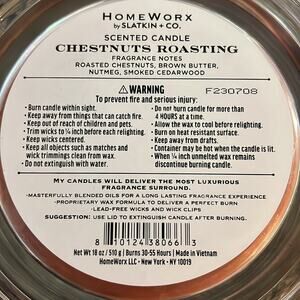 HOMEWORX
by SLATKIN + CO.
SCENTED CANDLE
CHESTNUTS ROASTING
FRAGRANCE NOTES
ROASTED CHESTNUTS, BROWN BUTTER,
NUTMEG, SMOKED CEDARWOOD
WARNING
F230708
To prevent fire and serious injury:
• Burn candle within sight.
• Keep away from things that can catch fire.
• Keep out of reach of children and pets.
• Trim wicks to ¼ inch before each relighting.
• Keep wicks centered.
• Keep all objects such as matches and
wick trimmings clean from wax.
• Do not extinguish with water.
• Do not burn candle for more than
4 HOURS at a time.
• Allow the wax to cool before relighting.
• Burn on heat resistant surface.
• Keep away from drafts.
• Container may be hot when the candle is lit.
• When ¼ inch unmelted wax remains
discontinue burning candle.
MY CANDLES WILL DELIVER THE MOST LUXURIOUS
FRAGRANCE SURROUND.
-MASTERFULLY BLENDED OILS FOR A LONG LASTING FRAGRANCE EXPERIENCE
-PROPRIETARY WAX FORMULA TO DELIVER A PERFECT BURN
-LEAD-FREE WICKS AND WICK CLIPS
SUGGESTION: USE LID TO EXTINGUISH CANDLE AFTER BURNING.
8 10124 38066 3
Net Wt 18 oz / 510 g | Burns 30-55 Hours | Made in Vietnam
HomeWorx LLC • New York • NY 10019